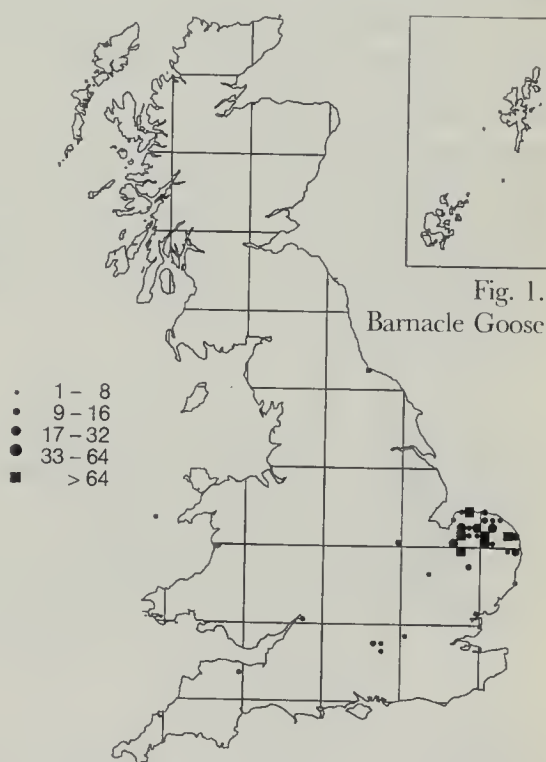 Fig. 1.
Barnacle Goose
1 – 8
9 – 16
17 – 32
33 – 64
> 64